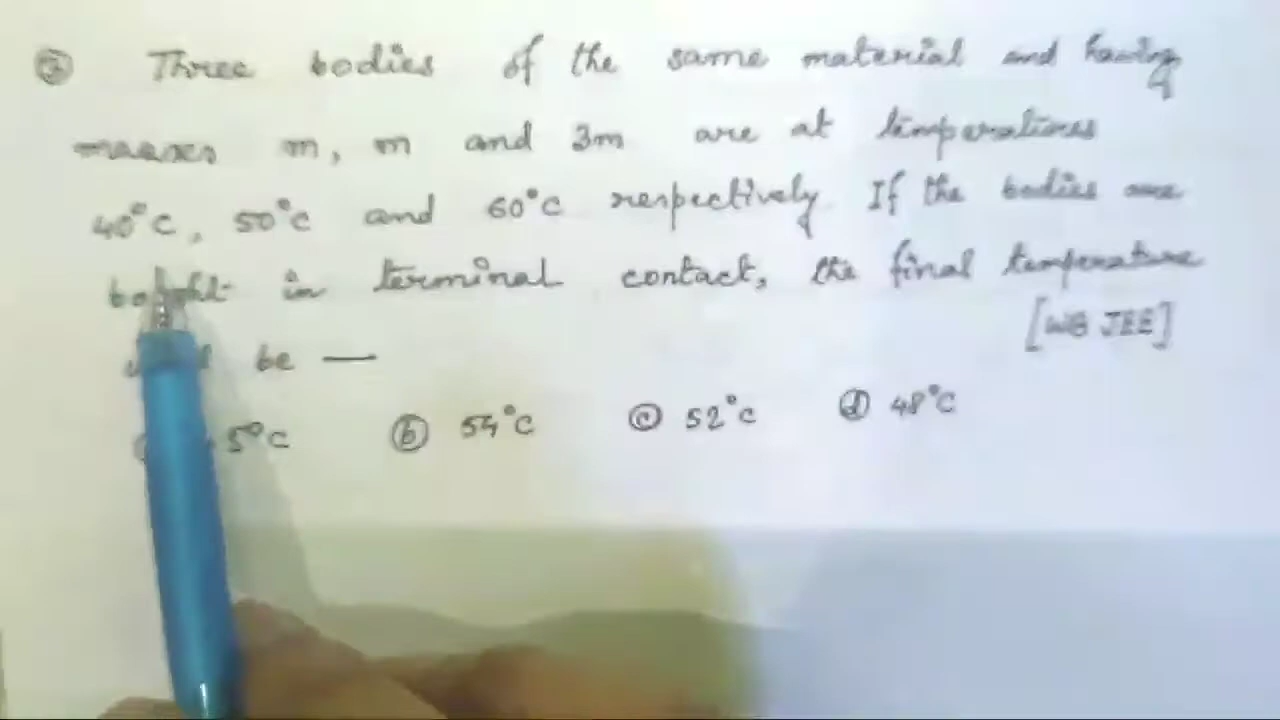 ② Three bodies of the same material and having
masses m, m and 3m are at temperatures
40°C, 50°C and 60°C respectively If the bodies are
in terminal contact, the final temperature
be — [WB JEE]
5°C ⓑ 54°C ⓒ 52°C ⓓ 48°C